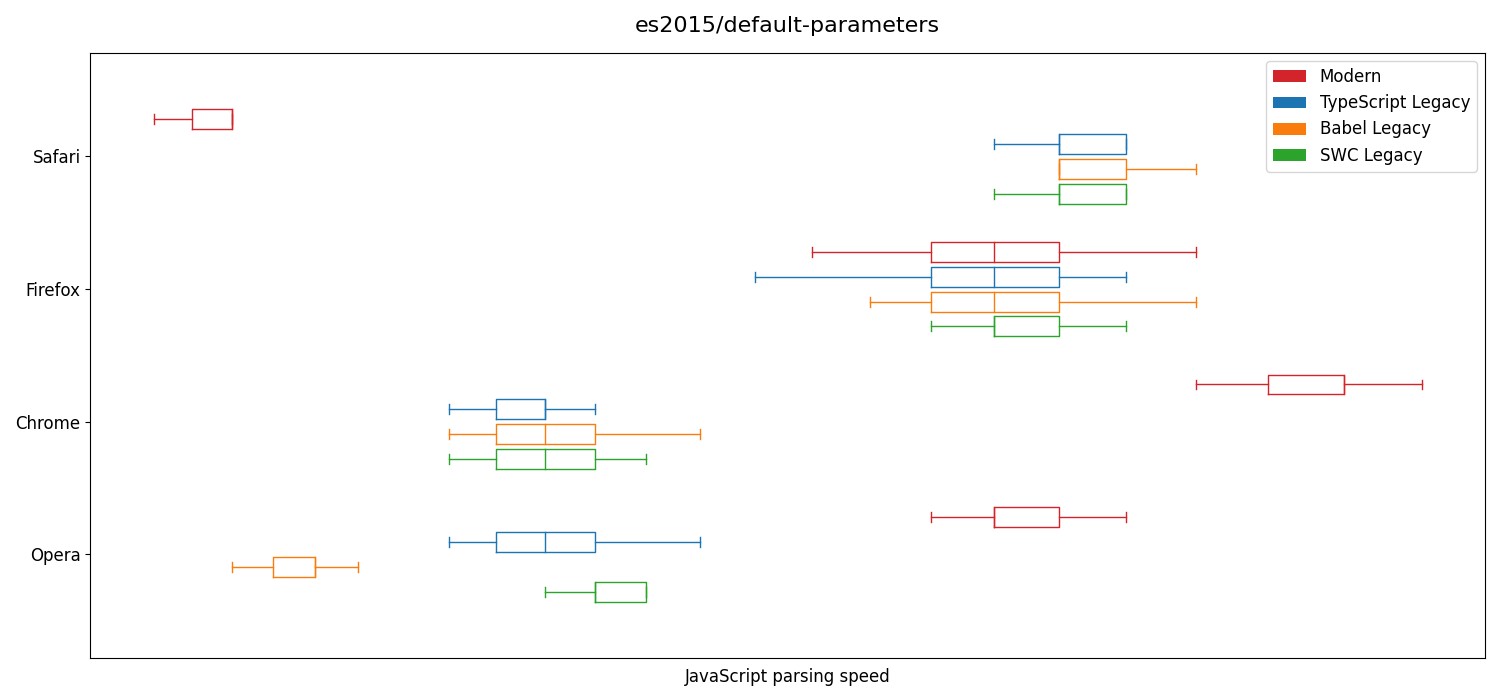 es2015/default-parameters
Modern
TypeScript Legacy
Babel Legacy
SWC Legacy
Safari
Firefox
Chrome
Opera
JavaScript parsing speed